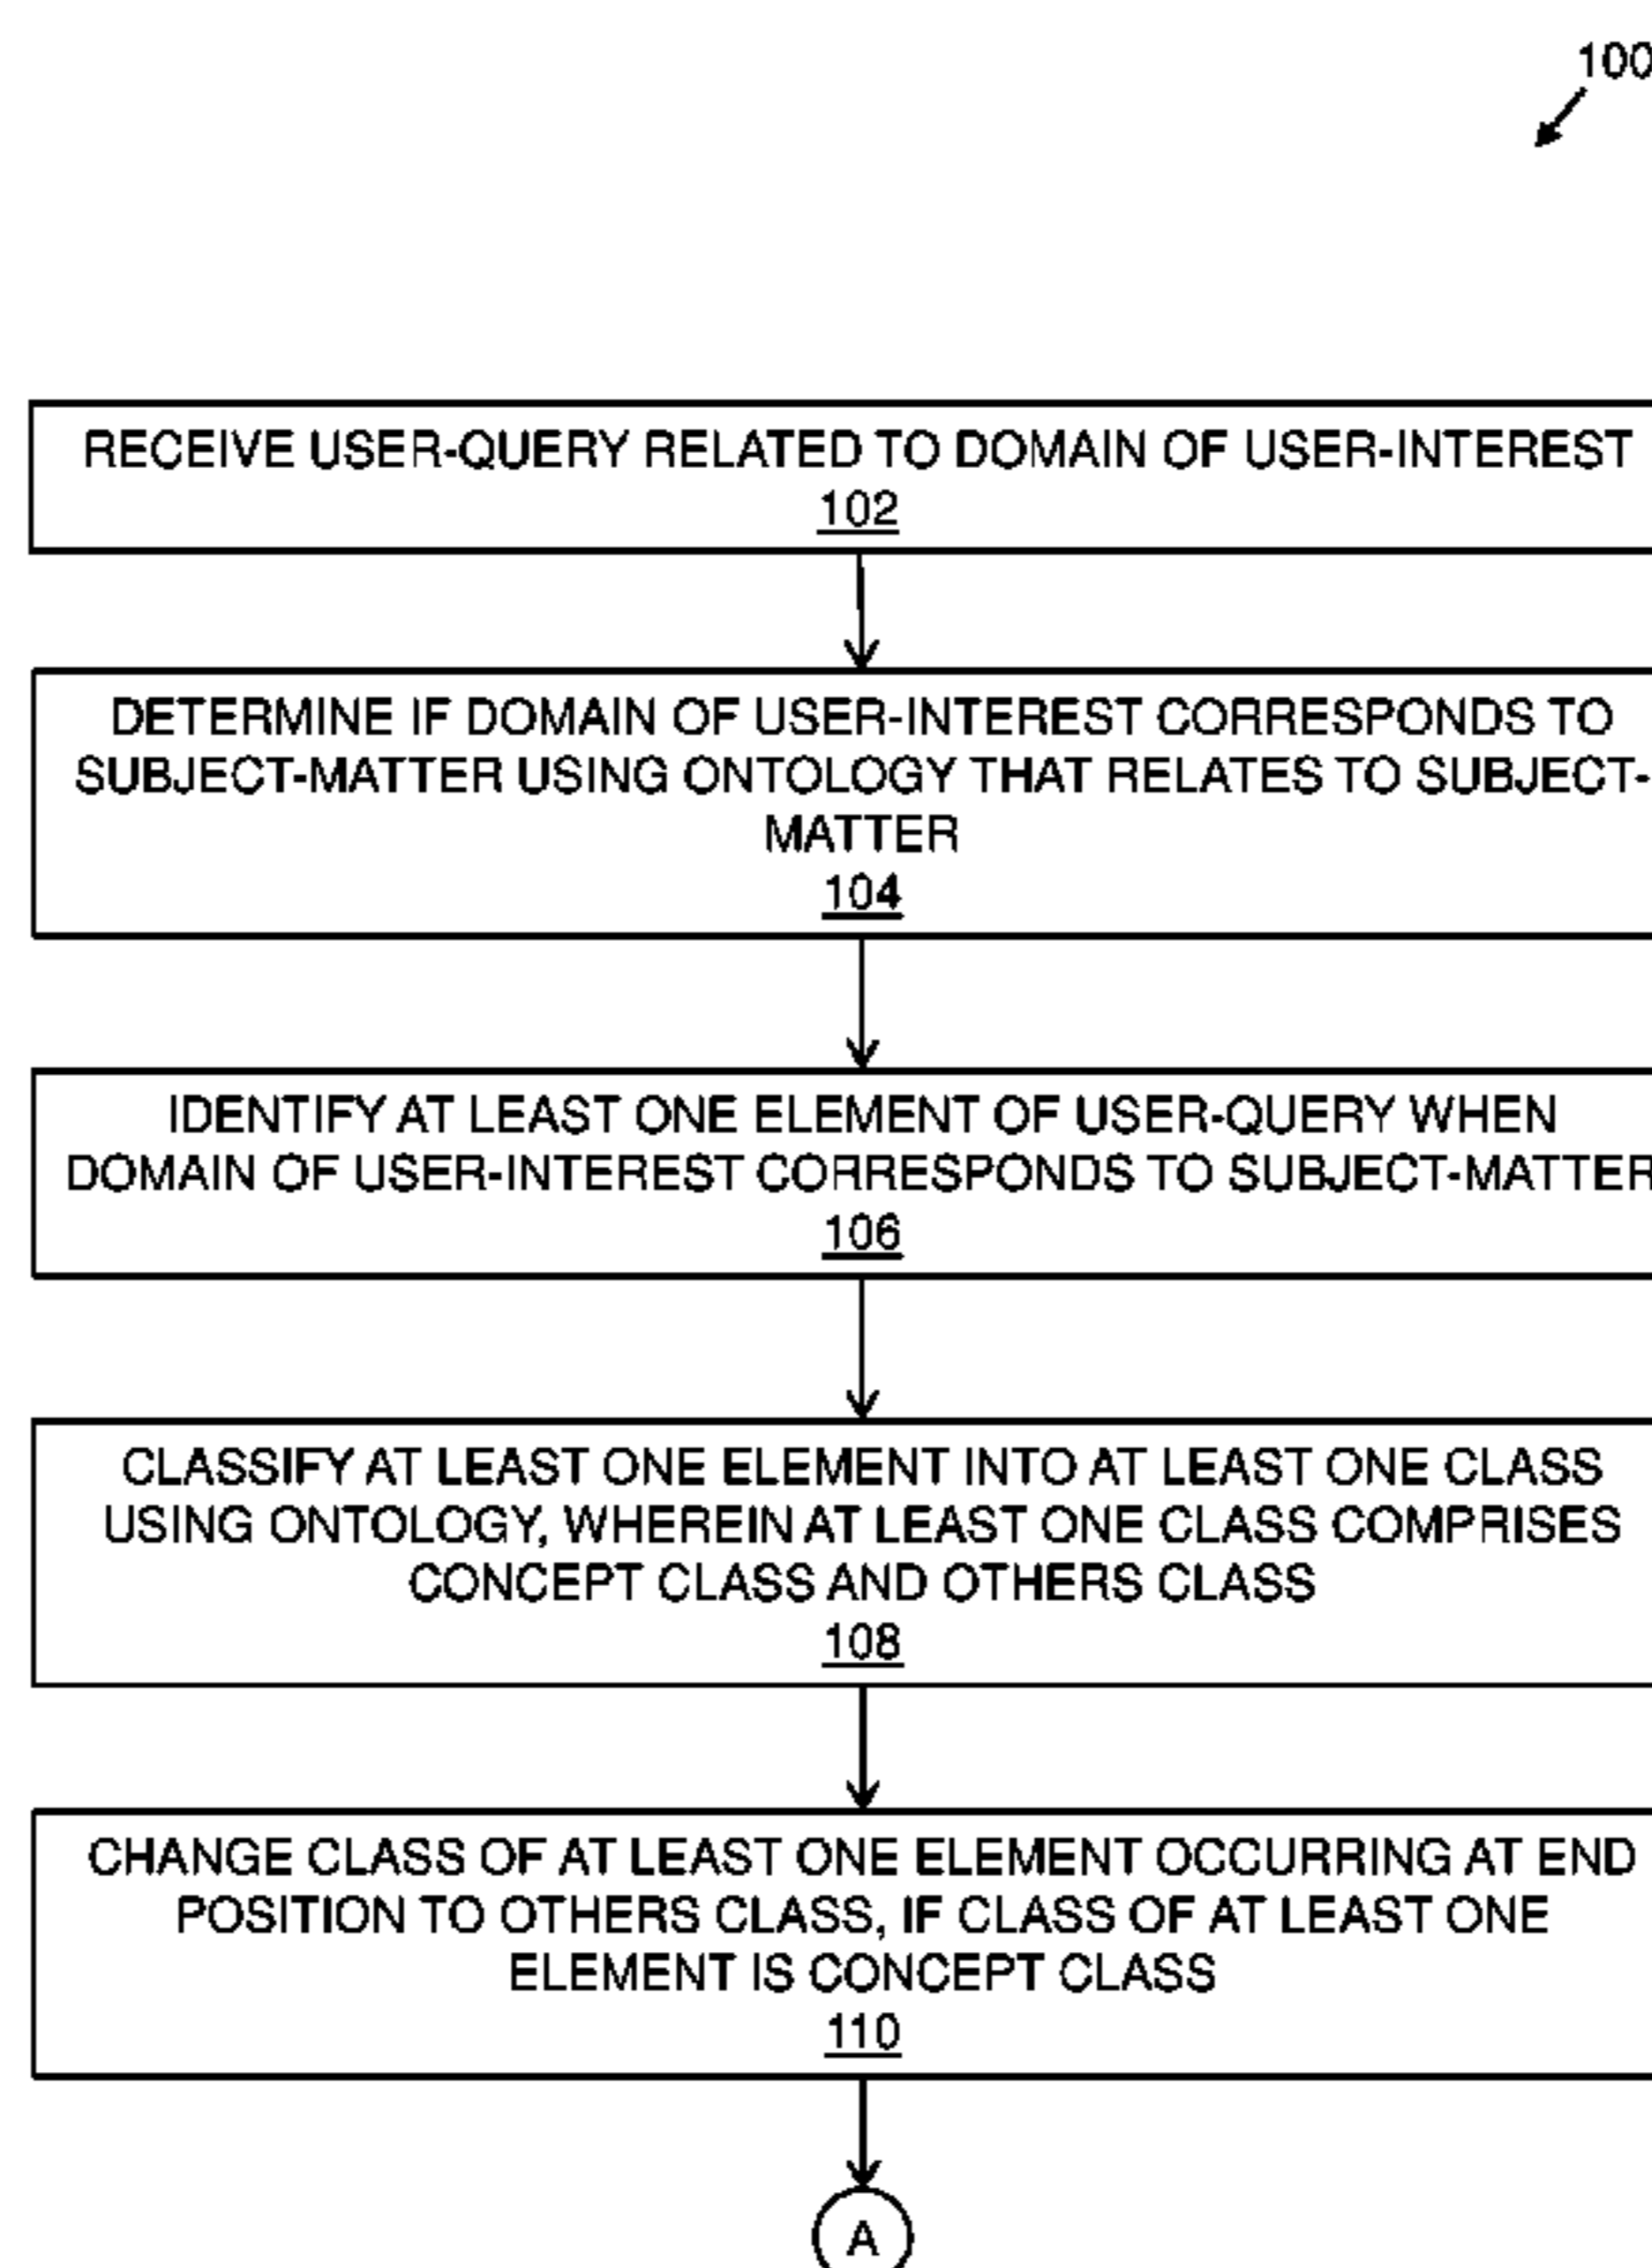 100
RECEIVE USER-QUERY RELATED TO DOMAIN OF USER-INTEREST
102
DETERMINE IF DOMAIN OF USER-INTEREST CORRESPONDS TO
SUBJECT-MATTER USING ONTOLOGY THAT RELATES TO SUBJECT-
MATTER
104
IDENTIFY AT LEAST ONE ELEMENT OF USER-QUERY WHEN
DOMAIN OF USER-INTEREST CORRESPONDS TO SUBJECT-MATTER
106
CLASSIFY AT LEAST ONE ELEMENT INTO AT LEAST ONE CLASS
USING ONTOLOGY, WHEREIN AT LEAST ONE CLASS COMPRISES
CONCEPT CLASS AND OTHERS CLASS
108
CHANGE CLASS OF AT LEAST ONE ELEMENT OCCURRING AT END
POSITION TO OTHERS CLASS, IF CLASS OF AT LEAST ONE
ELEMENT IS CONCEPT CLASS
110
A